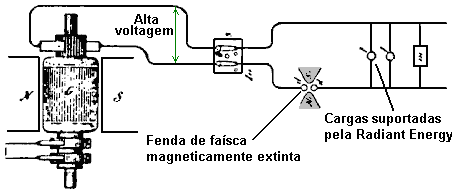 Alta
voltagem
N
S
Fenda de faísca
magneticamente extinta
Cargas suportadas
pela Radiant Energy